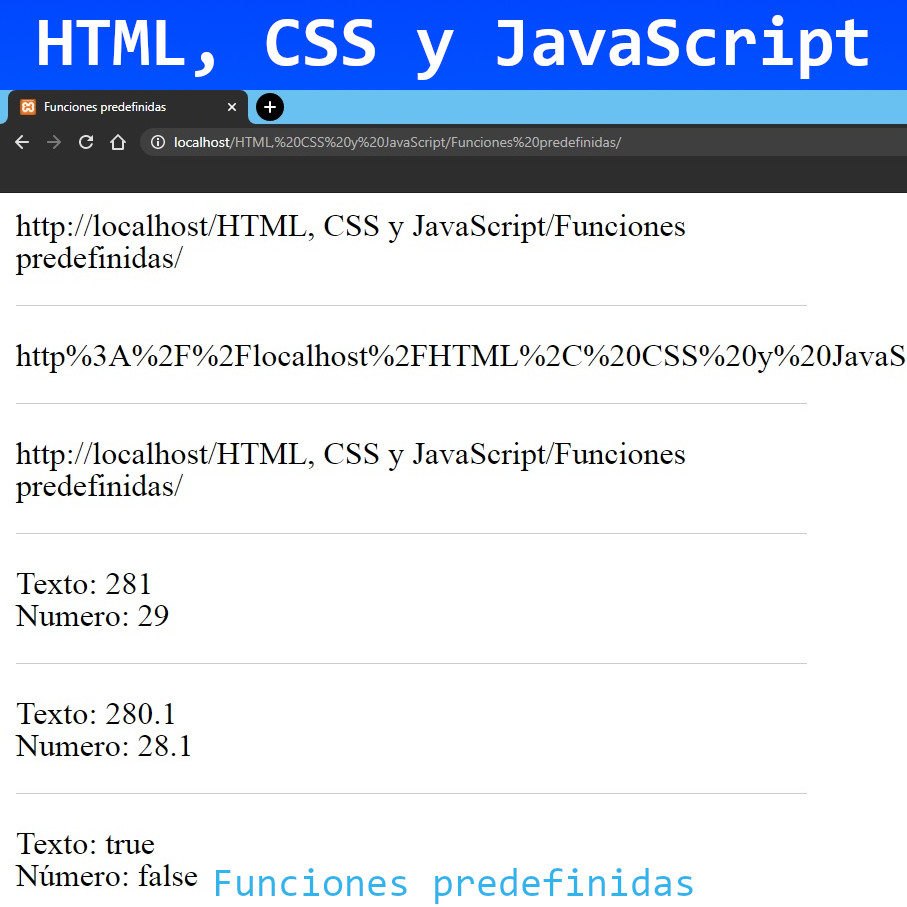 HTML, CSS y JavaScript
Funciones predefinidas
localhost/HTML,%20CSS%20y%20JavaScript/Funciones%20predefinidas/
http://localhost/HTML, CSS y JavaScript/Funciones
predefinidas/
http%3A%2F%2Flocalhost%2FHTML%2C%20CSS%20y%20JavaS
http://localhost/HTML, CSS y JavaScript/Funciones
predefinidas/
Texto: 281
Numero: 29
Texto: 280.1
Numero: 28.1
Texto: true
Número: false
Funciones predefinidas